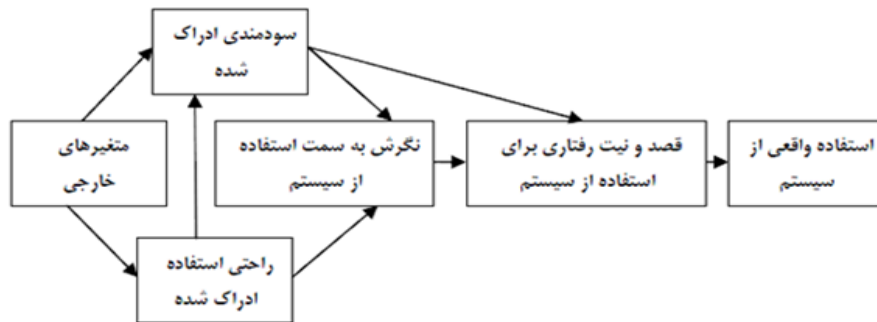 سودمندی ادراک
شده
متغیرهای
خارجی
نگرش به سمت استفاده
از سیستم
قصد و نیت رفتاری برای
استفاده از سیستم
استفاده واقعی از
سیستم
راحتی استفاده
ادراک شده